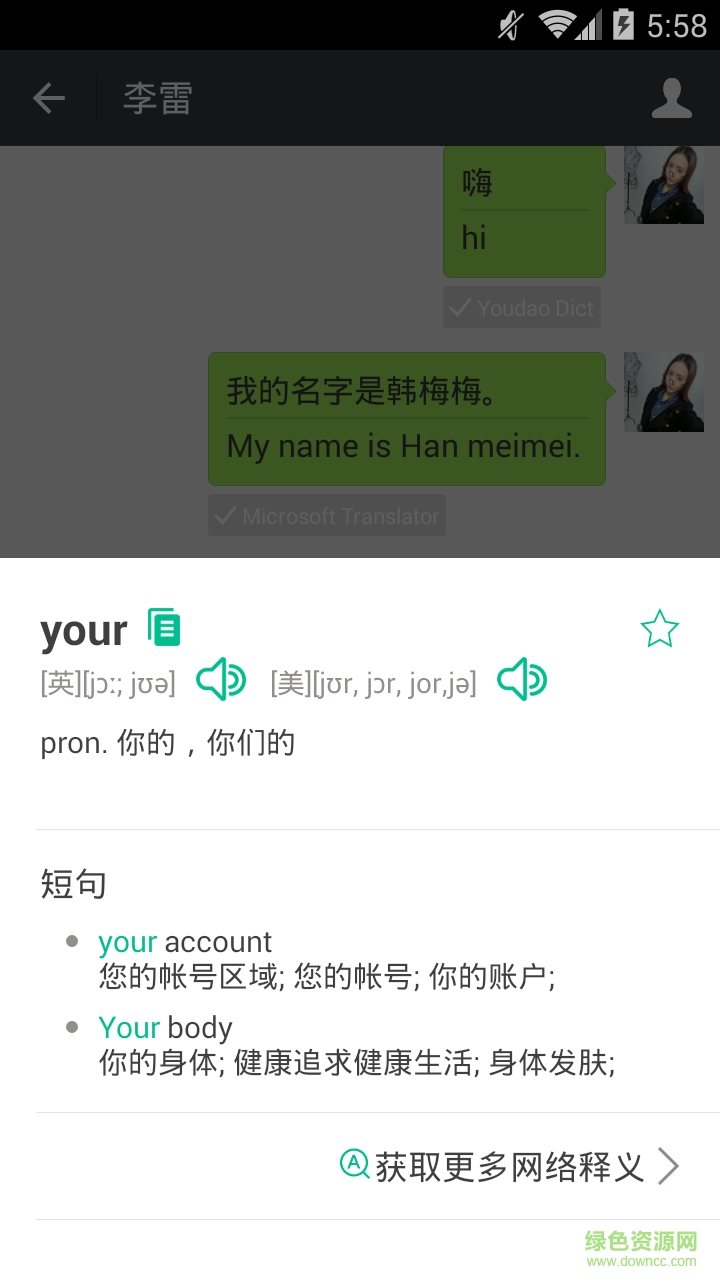 5:58
李雷
嗨
hi
Youdao Dict
我的名字是韩梅梅。
My name is Han meimei.
Microsoft Translator
your
[英][jɔː; jʊə] [美][jʊr, jɔr, jor,jə]
pron. 你的，你们的
短句
your account
您的帐号区域; 您的帐号; 你的账户;
Your body
你的身体; 健康追求健康生活; 身体发肤;
获取更多网络释义
绿色资源网
www.downcc.com